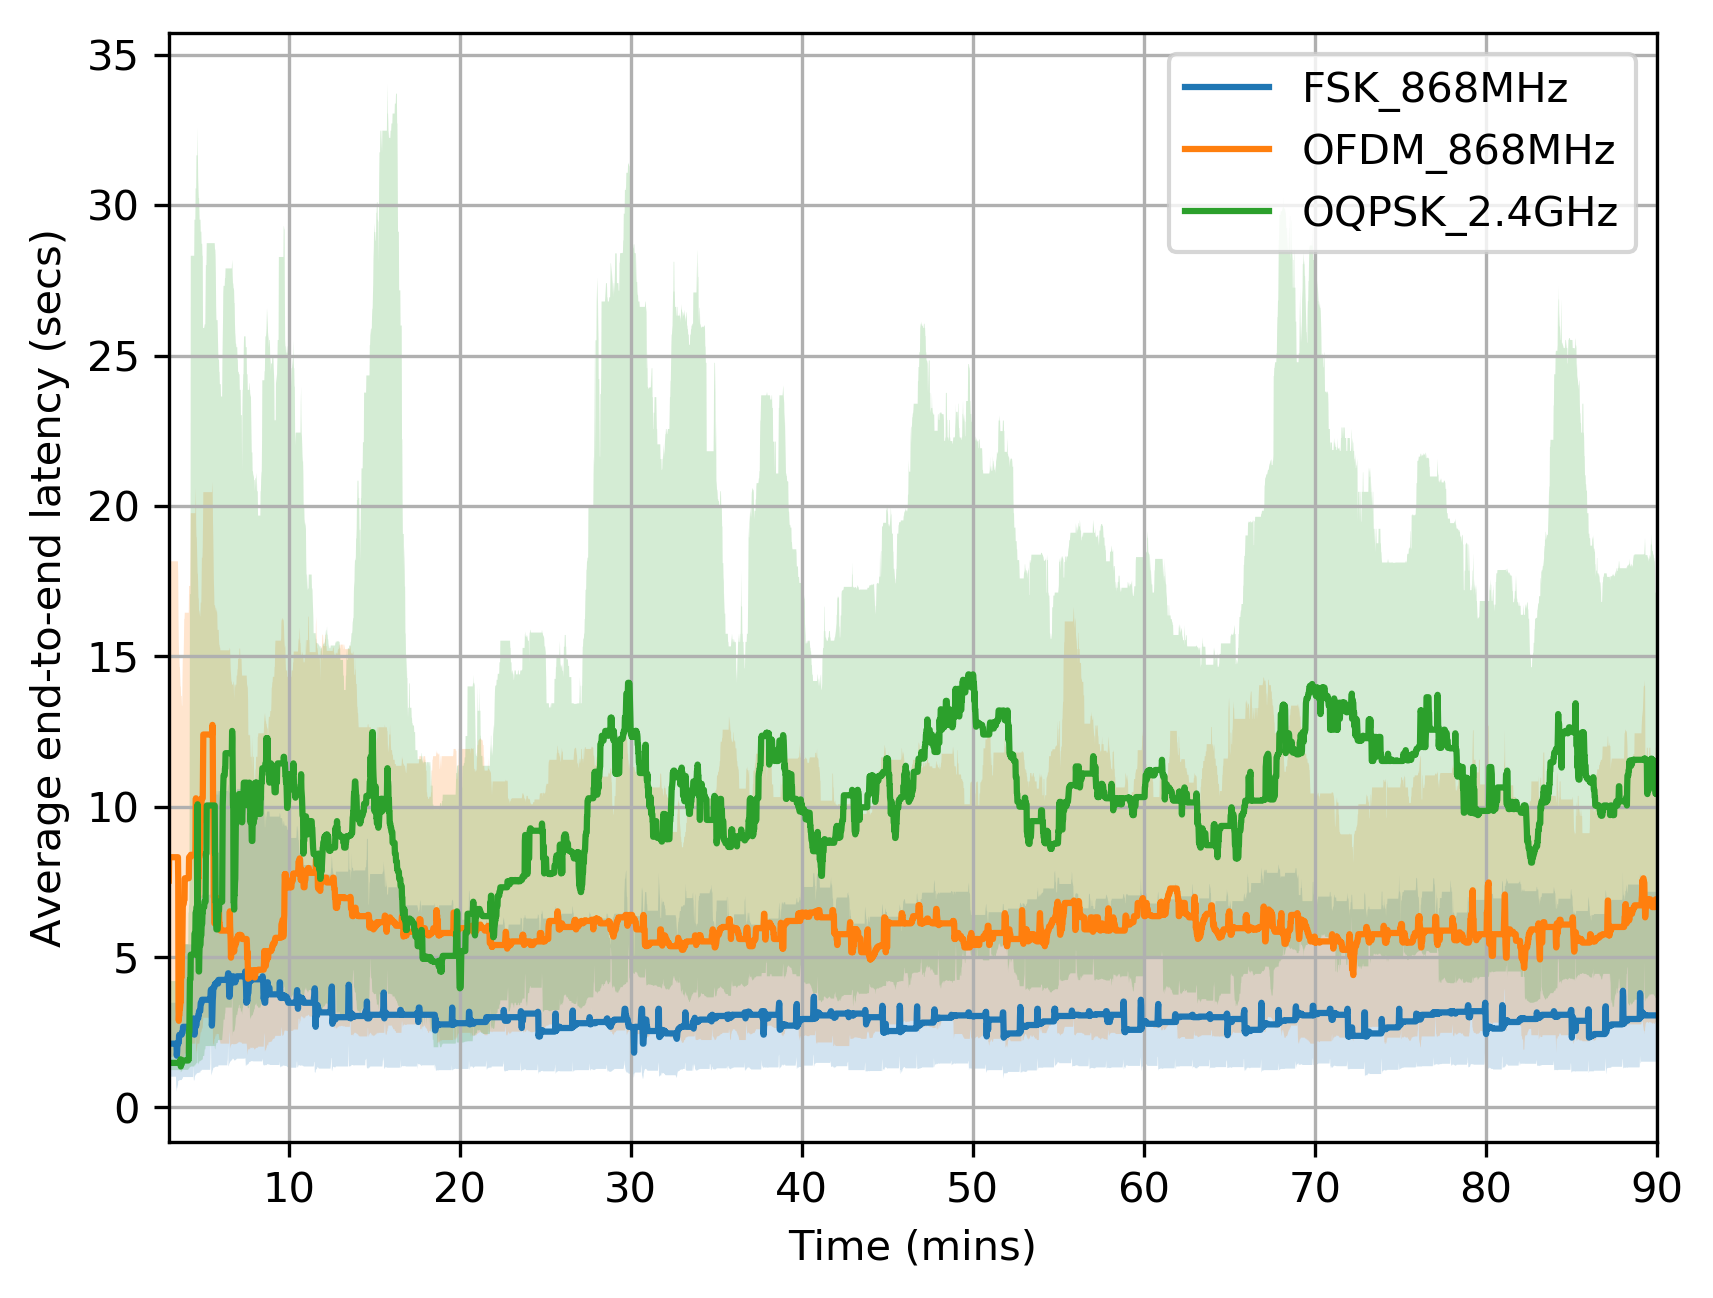 35
30
25
20
15
10
5
0
Average end-to-end latency (secs)
FSK_868MHz
OFDM_868MHz
OQPSK_2.4GHz
10 20 30 40 50 60 70 80 90
Time (mins)